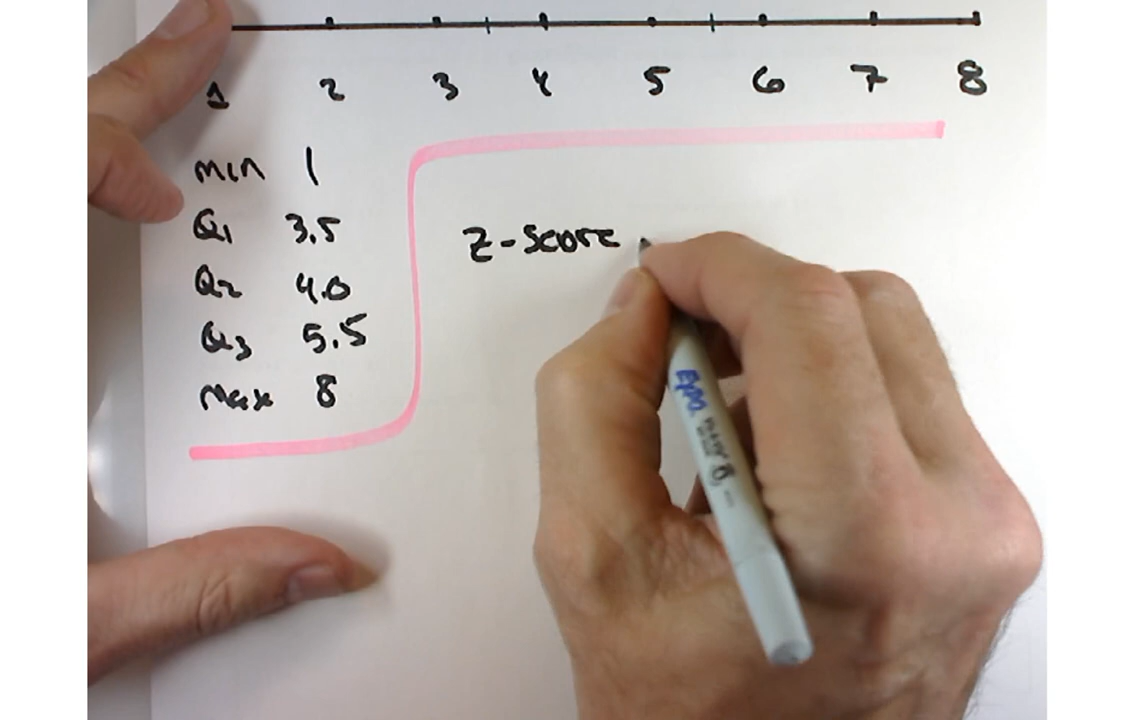 1 2 3 4 5 6 7 8
min 1
Q1 3.5
Q2 4.0
Q3 5.5
Max 8
z-score
Expo